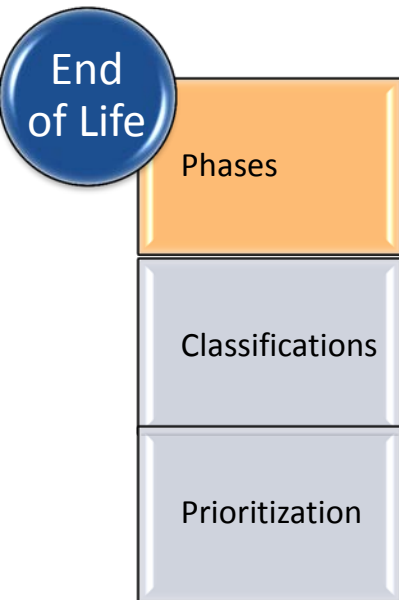 End
of Life
Phases
Classifications
Prioritization